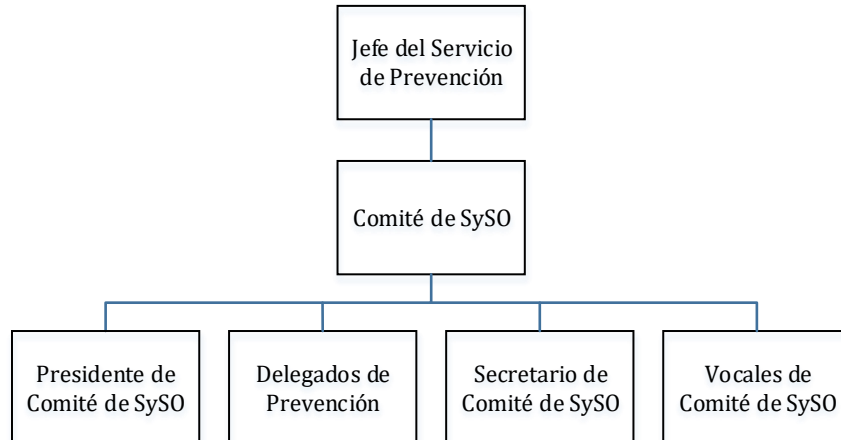 Jefe del Servicio
de Prevención
Comité de SySO
Presidente de
Comité de SySO
Delegados de
Prevención
Secretario de
Comité de SySO
Vocales de
Comité de SySO